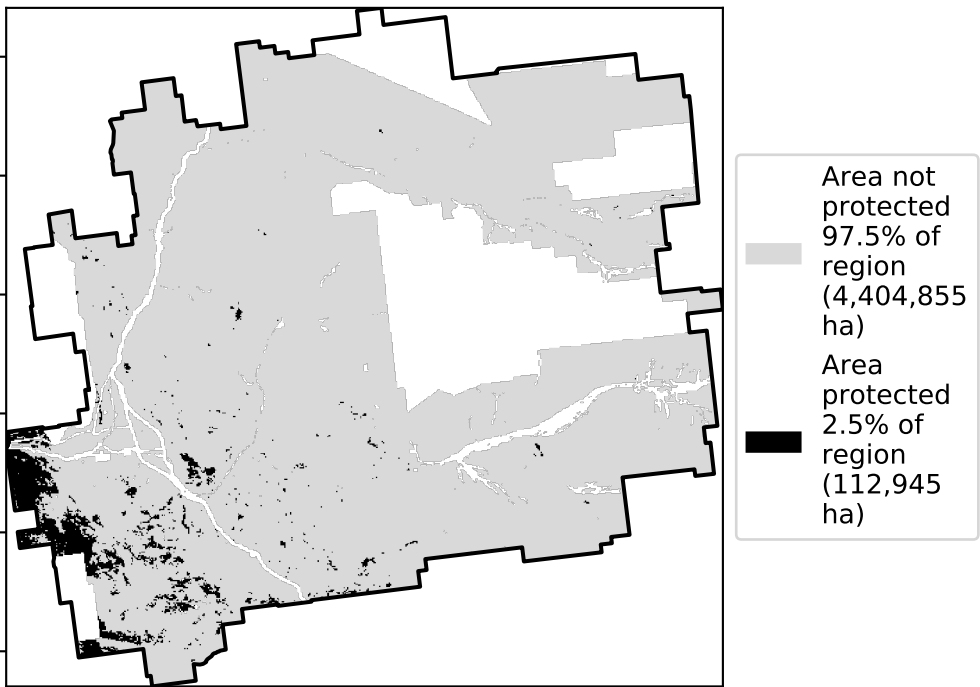 Area not
protected
97.5% of
region
(4,404,855
ha)
Area
protected
2.5% of
region
(112,945
ha)